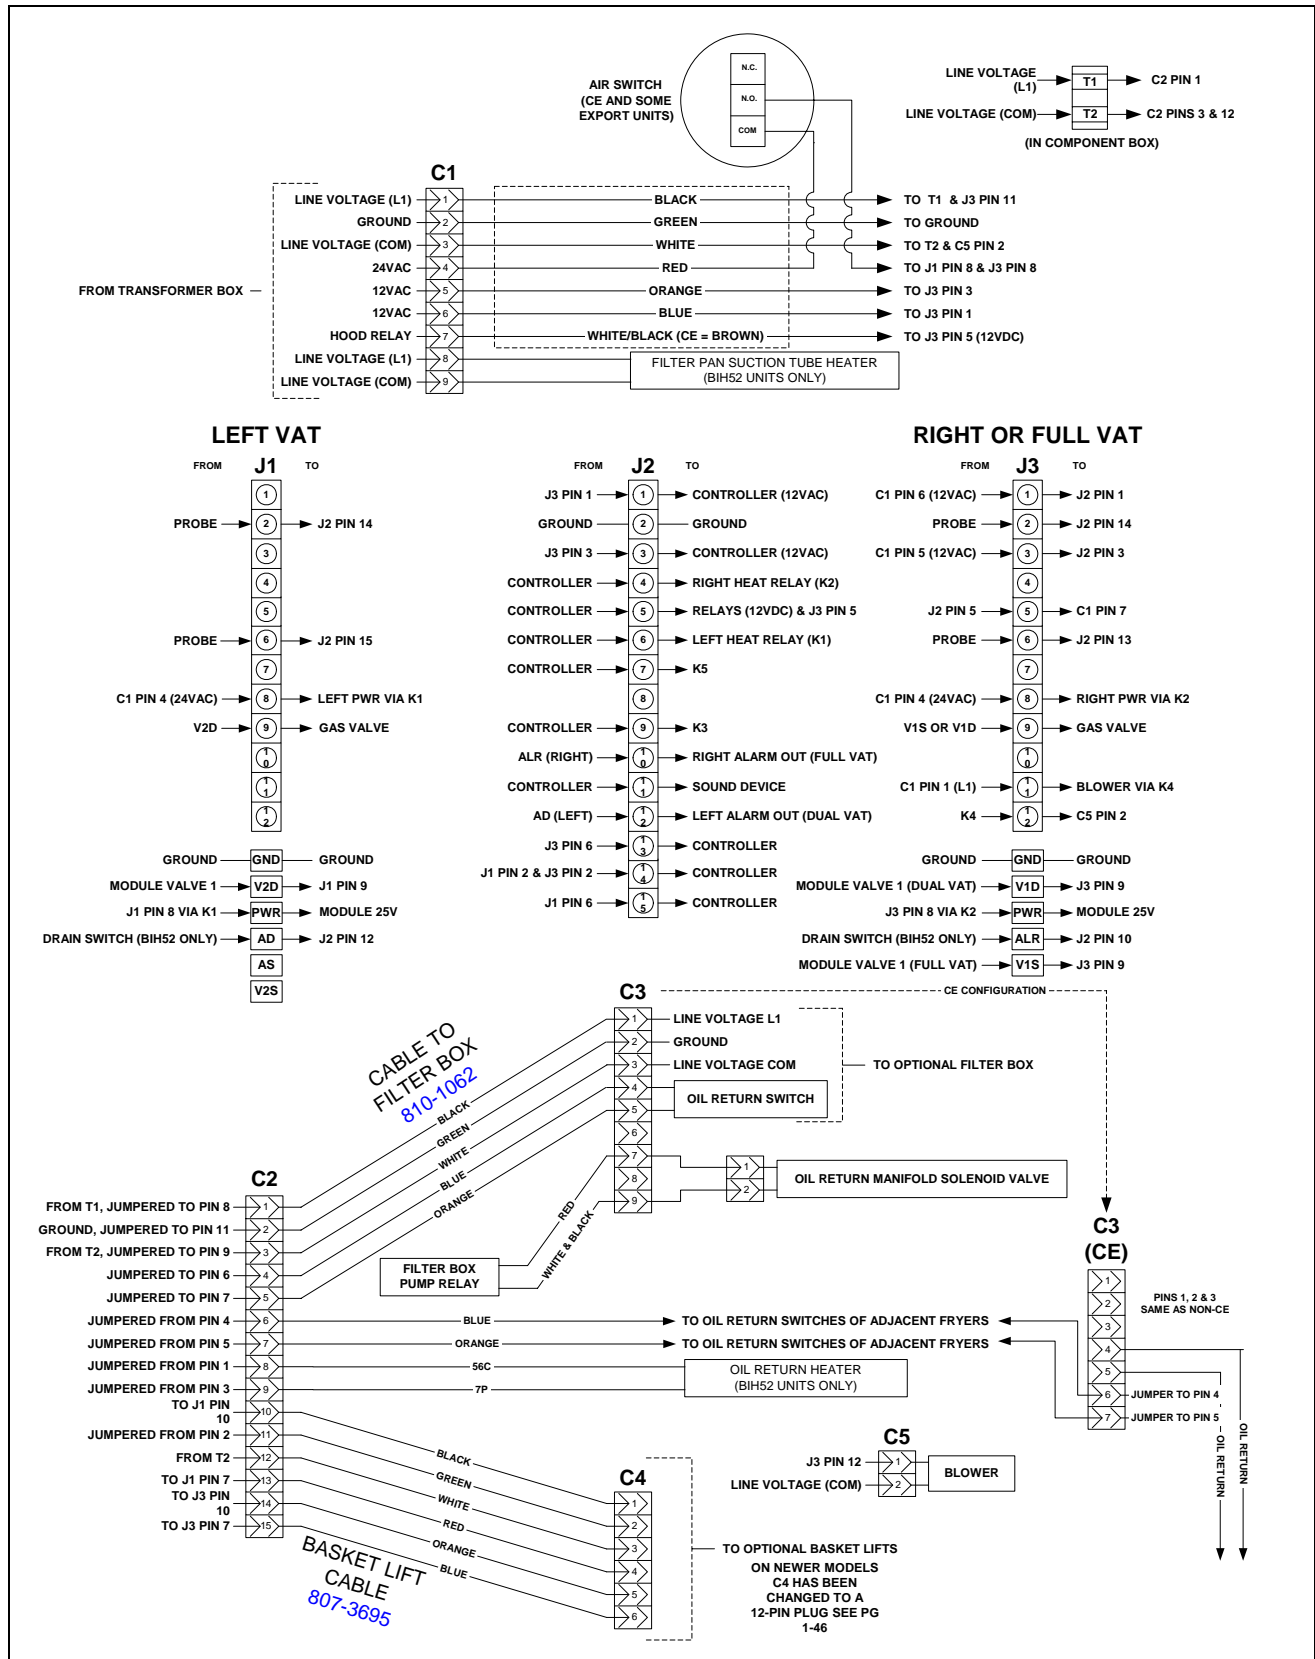 N.C.
N.O.
COM
AIR SWITCH
(CE AND SOME
EXPORT UNITS)
LINE VOLTAGE
(L1)
T1
C2 PIN 1
LINE VOLTAGE (COM)
T2
C2 PINS 3 & 12
(IN COMPONENT BOX)
C1
LINE VOLTAGE (L1) 1 BLACK TO T1 & J3 PIN 11
GROUND 2 GREEN TO GROUND
LINE VOLTAGE (COM) 3 WHITE TO T2 & C5 PIN 2
24VAC 4 RED TO J1 PIN 8 & J3 PIN 8
FROM TRANSFORMER BOX
12VAC 5 ORANGE TO J3 PIN 3
12VAC 6 BLUE TO J3 PIN 1
HOOD RELAY 7 WHITE/BLACK (CE = BROWN) TO J3 PIN 5 (12VDC)
LINE VOLTAGE (L1) 8
LINE VOLTAGE (COM) 9
FILTER PAN SUCTION TUBE HEATER
(BIH52 UNITS ONLY)
LEFT VAT
FROM J1 TO
1
PROBE 2 J2 PIN 14
3
4
5
PROBE 6 J2 PIN 15
7
C1 PIN 4 (24VAC) 8 LEFT PWR VIA K1
V2D 9 GAS VALVE
10
11
12
GROUND GND GROUND
MODULE VALVE 1 V2D J1 PIN 9
J1 PIN 8 VIA K1 PWR MODULE 25V
DRAIN SWITCH (BIH52 ONLY) AD J2 PIN 12
AS
V2S
FROM J2 TO
J3 PIN 1 1 CONTROLLER (12VAC)
GROUND 2 GROUND
J3 PIN 3 3 CONTROLLER (12VAC)
CONTROLLER 4 RIGHT HEAT RELAY (K2)
CONTROLLER 5 RELAYS (12VDC) & J3 PIN 5
CONTROLLER 6 LEFT HEAT RELAY (K1)
CONTROLLER 7 K5
8
CONTROLLER 9 K3
ALR (RIGHT) 10 RIGHT ALARM OUT (FULL VAT)
CONTROLLER 11 SOUND DEVICE
AD (LEFT) 12 LEFT ALARM OUT (DUAL VAT)
J3 PIN 6 13 CONTROLLER
J1 PIN 2 & J3 PIN 2 14 CONTROLLER
J1 PIN 6 15 CONTROLLER
RIGHT OR FULL VAT
FROM J3 TO
C1 PIN 6 (12VAC) 1 J2 PIN 1
PROBE 2 J2 PIN 14
C1 PIN 5 (12VAC) 3 J2 PIN 3
4
J2 PIN 5 5 C1 PIN 7
PROBE 6 J2 PIN 13
7
C1 PIN 4 (24VAC) 8 RIGHT PWR VIA K2
V1S OR V1D 9 GAS VALVE
10
C1 PIN 1 (L1) 11 BLOWER VIA K4
K4 12 C5 PIN 2
GROUND GND GROUND
MODULE VALVE 1 (DUAL VAT) V1D J3 PIN 9
J3 PIN 8 VIA K2 PWR MODULE 25V
DRAIN SWITCH (BIH52 ONLY) ALR J2 PIN 10
MODULE VALVE 1 (FULL VAT) V1S J3 PIN 9
C3
CE CONFIGURATION
1 LINE VOLTAGE L1
2 GROUND
3 LINE VOLTAGE COM
4
5
OIL RETURN SWITCH
TO OPTIONAL FILTER BOX
6
7
8
9
1
2
OIL RETURN MANIFOLD SOLENOID VALVE
CABLE TO
FILTER BOX
810-1062
BLACK
GREEN
WHITE
BLUE
ORANGE
RED
WHITE & BLACK
FILTER BOX
PUMP RELAY
C2
FROM T1, JUMPERED TO PIN 8 1
GROUND, JUMPERED TO PIN 11 2
FROM T2, JUMPERED TO PIN 9 3
JUMPERED TO PIN 6 4
JUMPERED TO PIN 7 5
JUMPERED FROM PIN 4 6 BLUE TO OIL RETURN SWITCHES OF ADJACENT FRYERS
JUMPERED FROM PIN 5 7 ORANGE TO OIL RETURN SWITCHES OF ADJACENT FRYERS
JUMPERED FROM PIN 1 8 56C
JUMPERED FROM PIN 3 9 7P
OIL RETURN HEATER
(BIH52 UNITS ONLY)
TO J1 PIN
10 10
JUMPERED FROM PIN 2 11
FROM T2 12
TO J1 PIN 7 13
TO J3 PIN
10 14
TO J3 PIN 7 15
BLACK
GREEN
WHITE
RED
ORANGE
BLUE
BASKET LIFT
CABLE
807-3695
C4
1
2
3
4
5
6
TO OPTIONAL BASKET LIFTS
ON NEWER MODELS
C4 HAS BEEN
CHANGED TO A
12-PIN PLUG SEE PG
1-46
C5
J3 PIN 12 1
LINE VOLTAGE (COM) 2
BLOWER
C3
(CE)
1
2
3
PINS 1, 2 & 3
SAME AS NON-CE
4
5
6 JUMPER TO PIN 4
7 JUMPER TO PIN 5
OIL RETURN
OIL RETURN